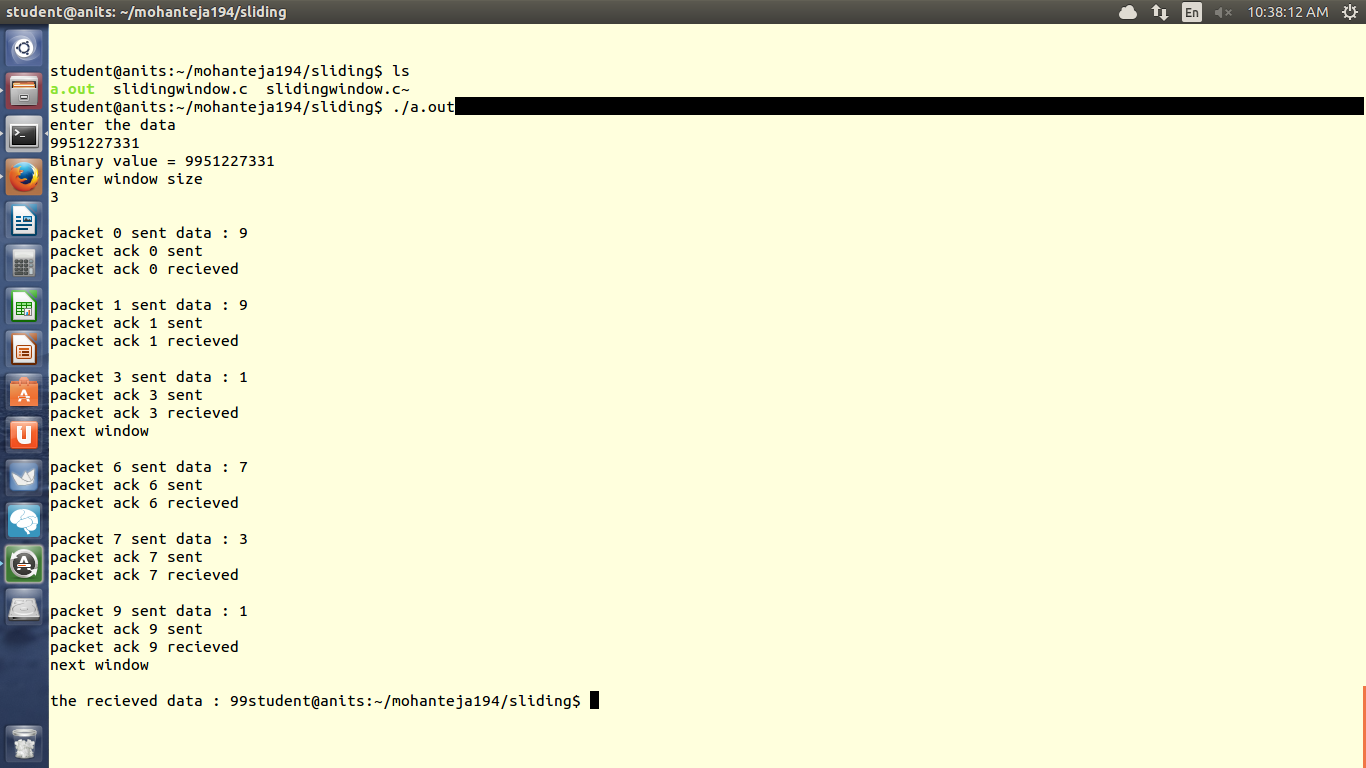 student@anits: ~/mohanteja194/sliding
En
10:38:12 AM
student@anits:~/mohanteja194/sliding$ ls
a.out  slidingwindow.c  slidingwindow.c~
student@anits:~/mohanteja194/sliding$ ./a.out
enter the data
9951227331
Binary value = 9951227331
enter window size
3
packet 0 sent data : 9
packet ack 0 sent
packet ack 0 recieved
packet 1 sent data : 9
packet ack 1 sent
packet ack 1 recieved
packet 3 sent data : 1
packet ack 3 sent
packet ack 3 recieved
next window
packet 6 sent data : 7
packet ack 6 sent
packet ack 6 recieved
packet 7 sent data : 3
packet ack 7 sent
packet ack 7 recieved
packet 9 sent data : 1
packet ack 9 sent
packet ack 9 recieved
next window
the recieved data : 99student@anits:~/mohanteja194/sliding$